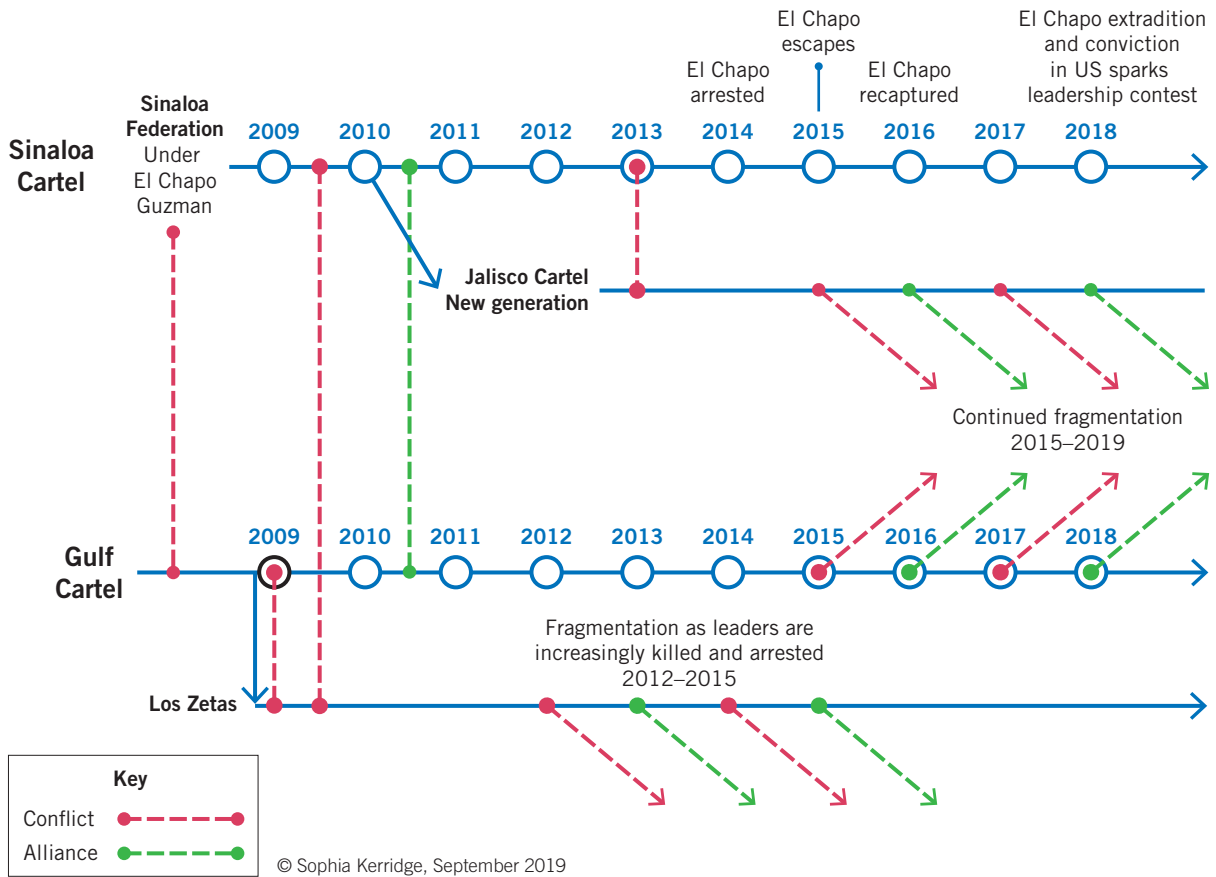 El Chapo
escapes
El Chapo extradition
and conviction
in US sparks
leadership contest
El Chapo
arrested
El Chapo
recaptured
Sinaloa
Federation
Under
El Chapo
Guzman
Sinaloa
Cartel
2009 2010 2011 2012 2013 2014 2015 2016 2017 2018
Jalisco Cartel
New generation
Continued fragmentation
2015–2019
Gulf
Cartel
2009 2010 2011 2012 2013 2014 2015 2016 2017 2018
Fragmentation as leaders are
increasingly killed and arrested
2012–2015
Los Zetas
Key
Conflict
Alliance
© Sophia Kerridge, September 2019